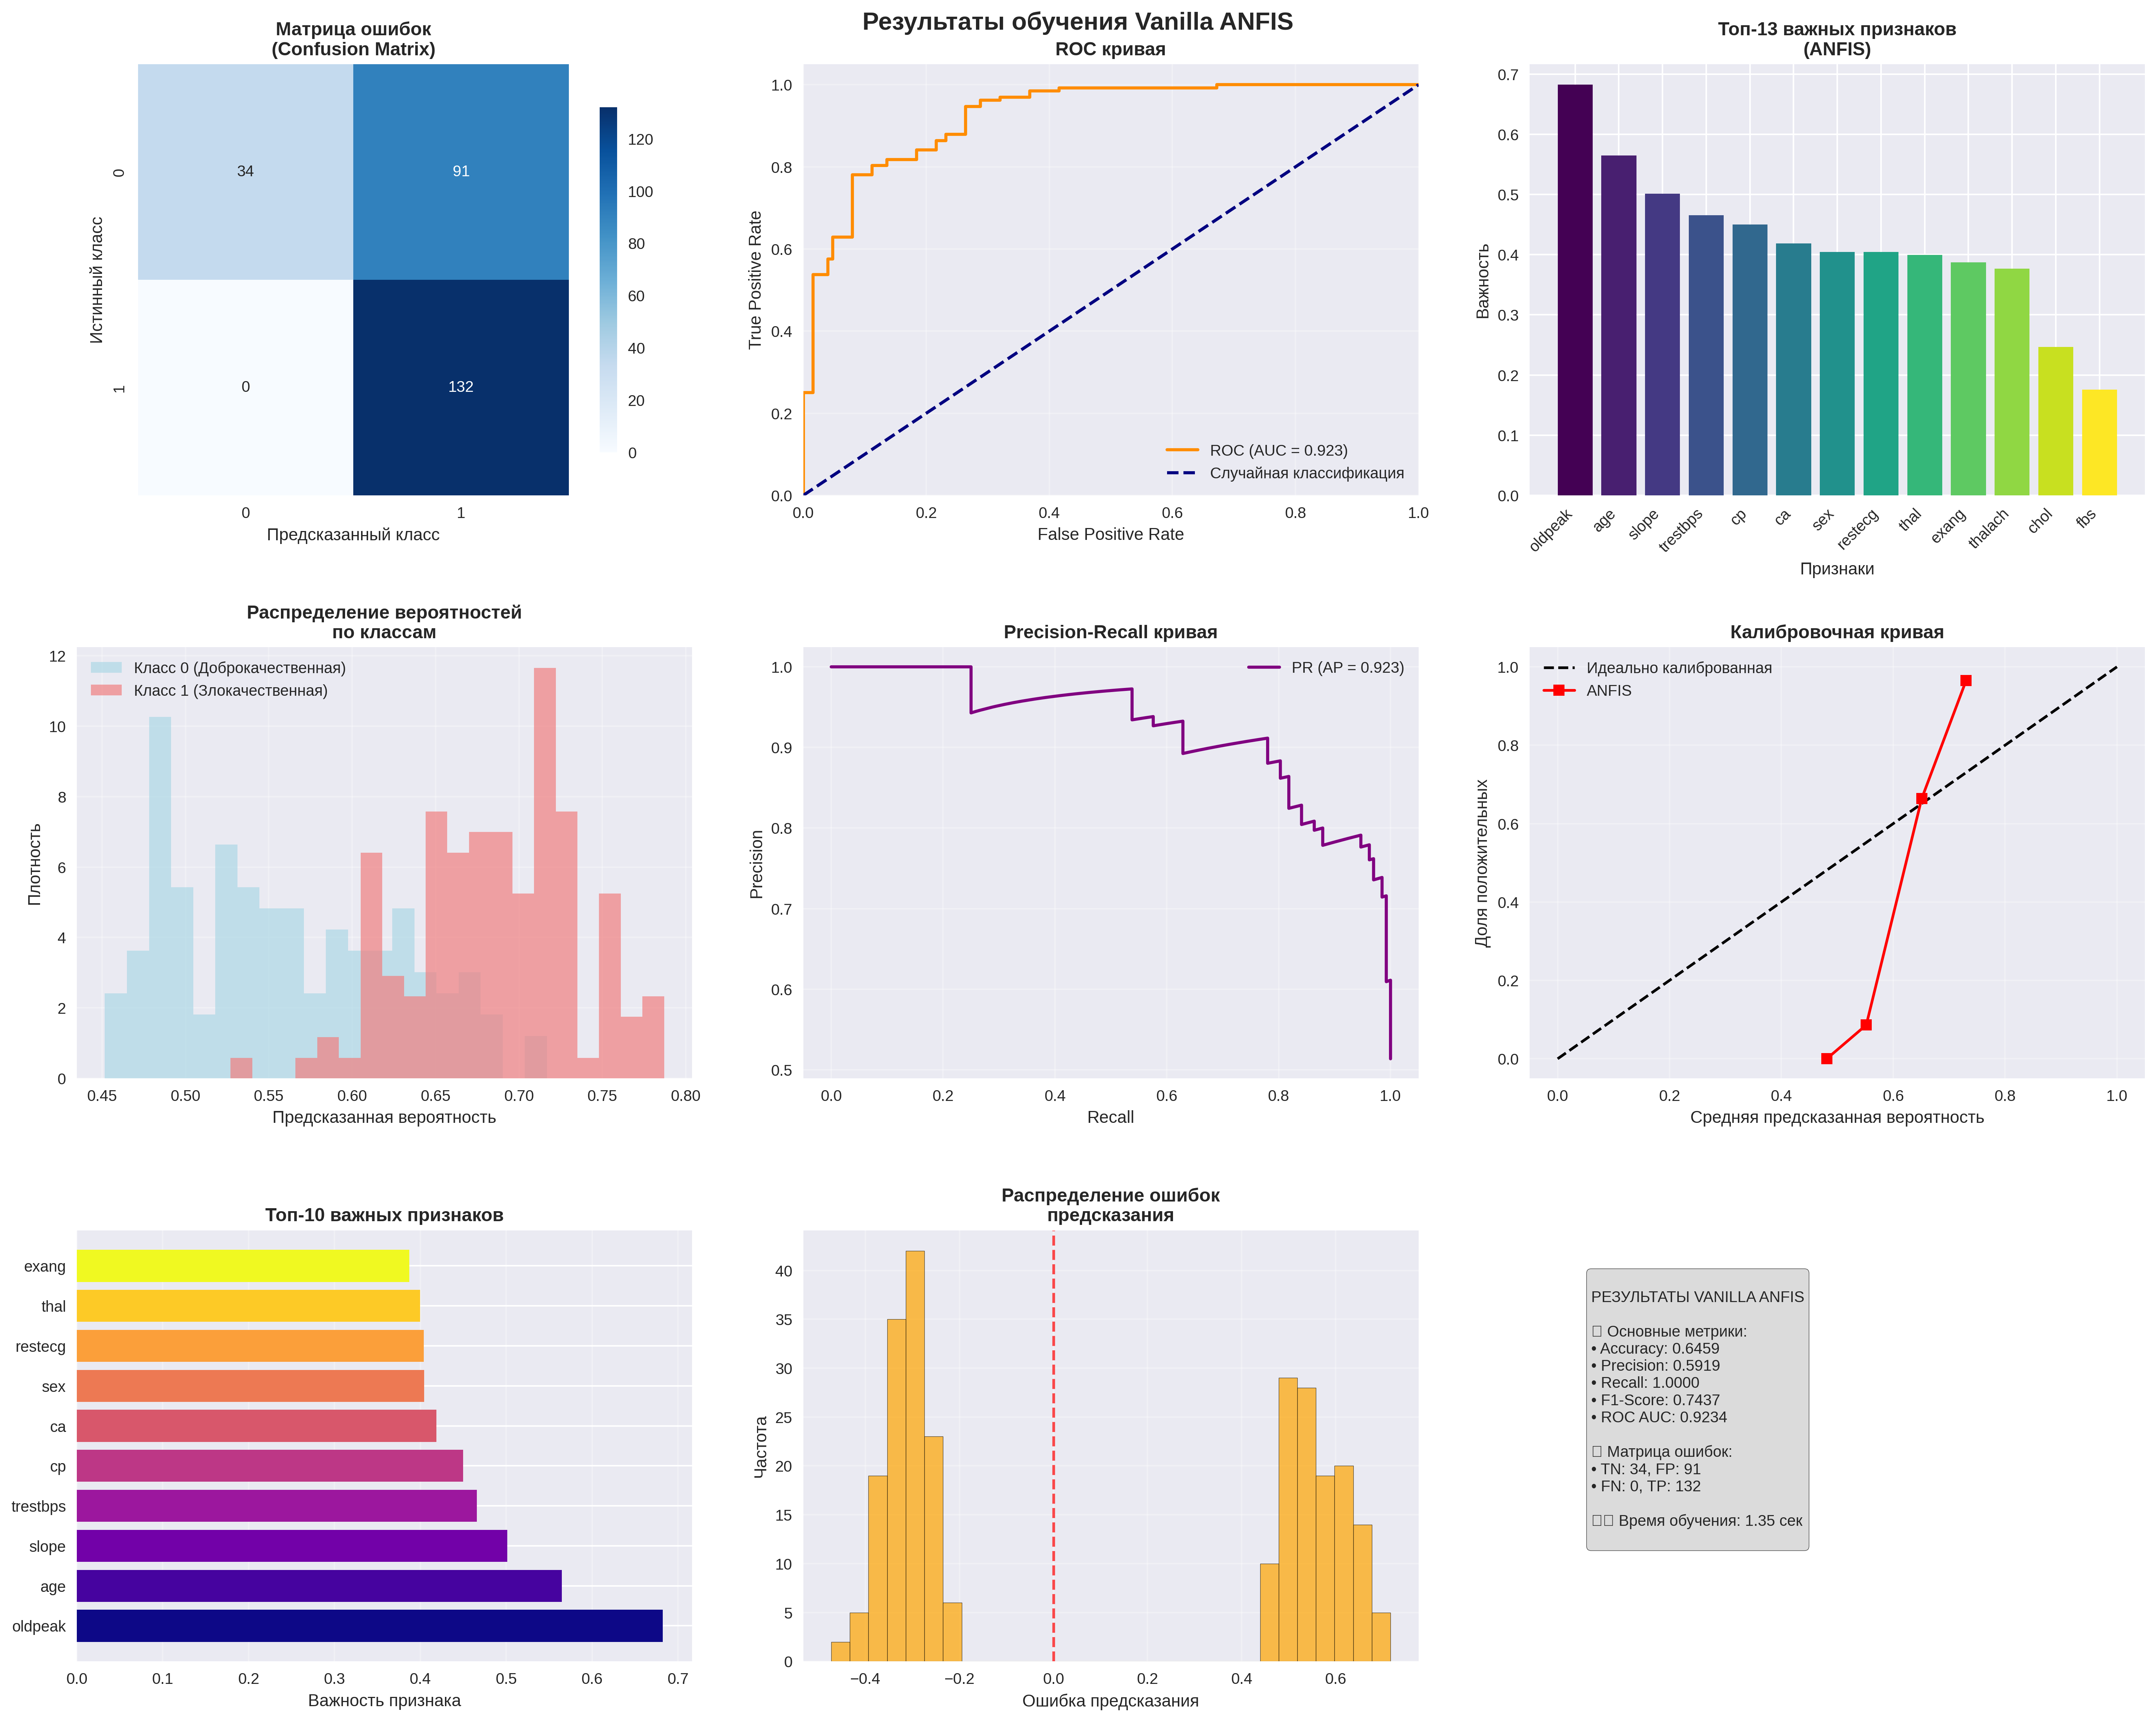 Результаты обучения Vanilla ANFIS
Матрица ошибок
(Confusion Matrix)
34
91
0
132
0
1
0
1
Истинный класс
Предсказанный класс
120
100
80
60
40
20
0
ROC кривая
1.0
0.8
0.6
0.4
0.2
0.0
0.0
0.2
0.4
0.6
0.8
1.0
True Positive Rate
False Positive Rate
ROC (AUC = 0.923)
Случайная классификация
Топ-13 важных признаков
(ANFIS)
0.7
0.6
0.5
0.4
0.3
0.2
0.1
0.0
Важность
oldpeak
age
slope
trestbps
cp
ca
sex
restecg
thal
exang
thalach
chol
fbs
Признаки
Распределение вероятностей
по классам
Класс 0 (Доброкачественная)
Класс 1 (Злокачественная)
12
10
8
6
4
2
0
Плотность
0.45
0.50
0.55
0.60
0.65
0.70
0.75
0.80
Предсказанная вероятность
Precision-Recall кривая
PR (AP = 0.923)
1.0
0.9
0.8
0.7
0.6
0.5
Precision
0.0
0.2
0.4
0.6
0.8
1.0
Recall
Калибровочная кривая
Идеально калиброванная
ANFIS
1.0
0.8
0.6
0.4
0.2
0.0
Доля положительных
0.0
0.2
0.4
0.6
0.8
1.0
Средняя предсказанная вероятность
Топ-10 важных признаков
exang
thal
restecg
sex
ca
cp
trestbps
slope
age
oldpeak
0.0
0.1
0.2
0.3
0.4
0.5
0.6
0.7
Важность признака
Распределение ошибок
предсказания
40
35
30
25
20
15
10
5
0
Частота
−0.4
−0.2
0.0
0.2
0.4
0.6
Ошибка предсказания
РЕЗУЛЬТАТЫ VANILLA ANFIS
Основные метрики:
• Accuracy: 0.6459
• Precision: 0.5919
• Recall: 1.0000
• F1-Score: 0.7437
• ROC AUC: 0.9234
Матрица ошибок:
• TN: 34, FP: 91
• FN: 0, TP: 132
Время обучения: 1.35 сек